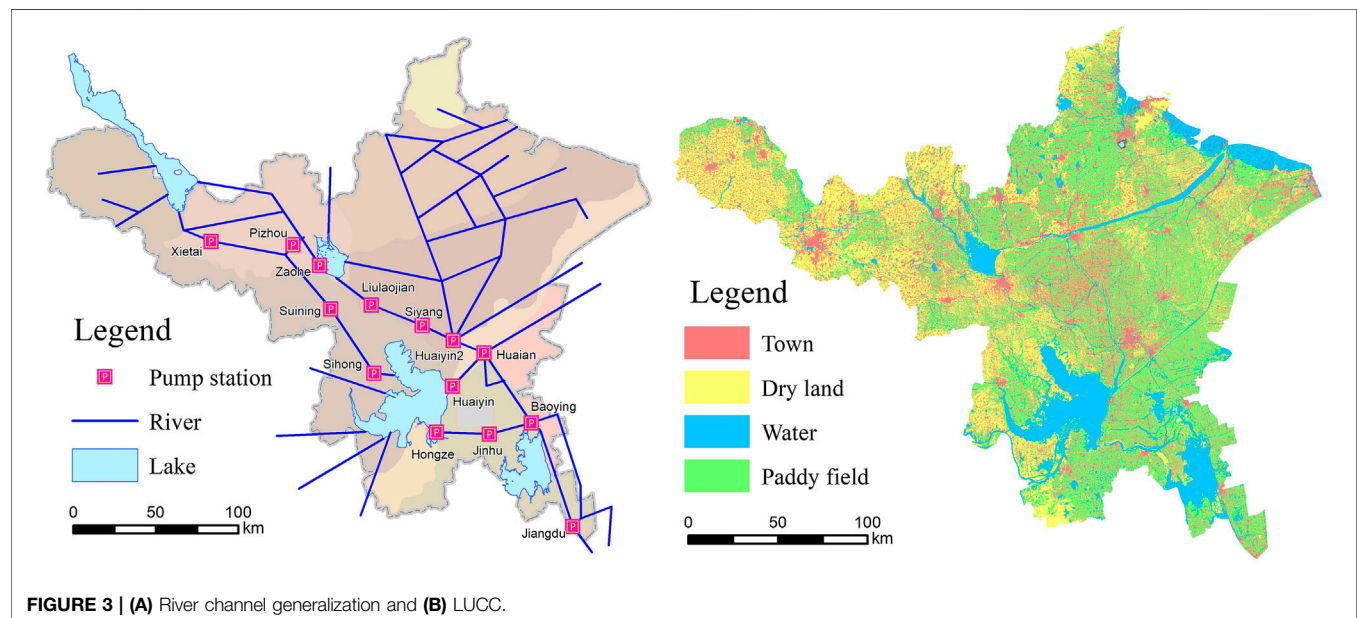 Pizhou
Xietai
Zaohe
Liulaojian
Suining
Siyang
Legend
Huaiyin2
Huaian
Sihong
P Pump station
Huaiyin
Baoying
River
Hongze
Jinhu
Lake
0 50 100
km
Jiangdu
Legend
Town
Dry land
Water
Paddy field
0 50 100
km
FIGURE 3 | (A) River channel generalization and (B) LUCC.